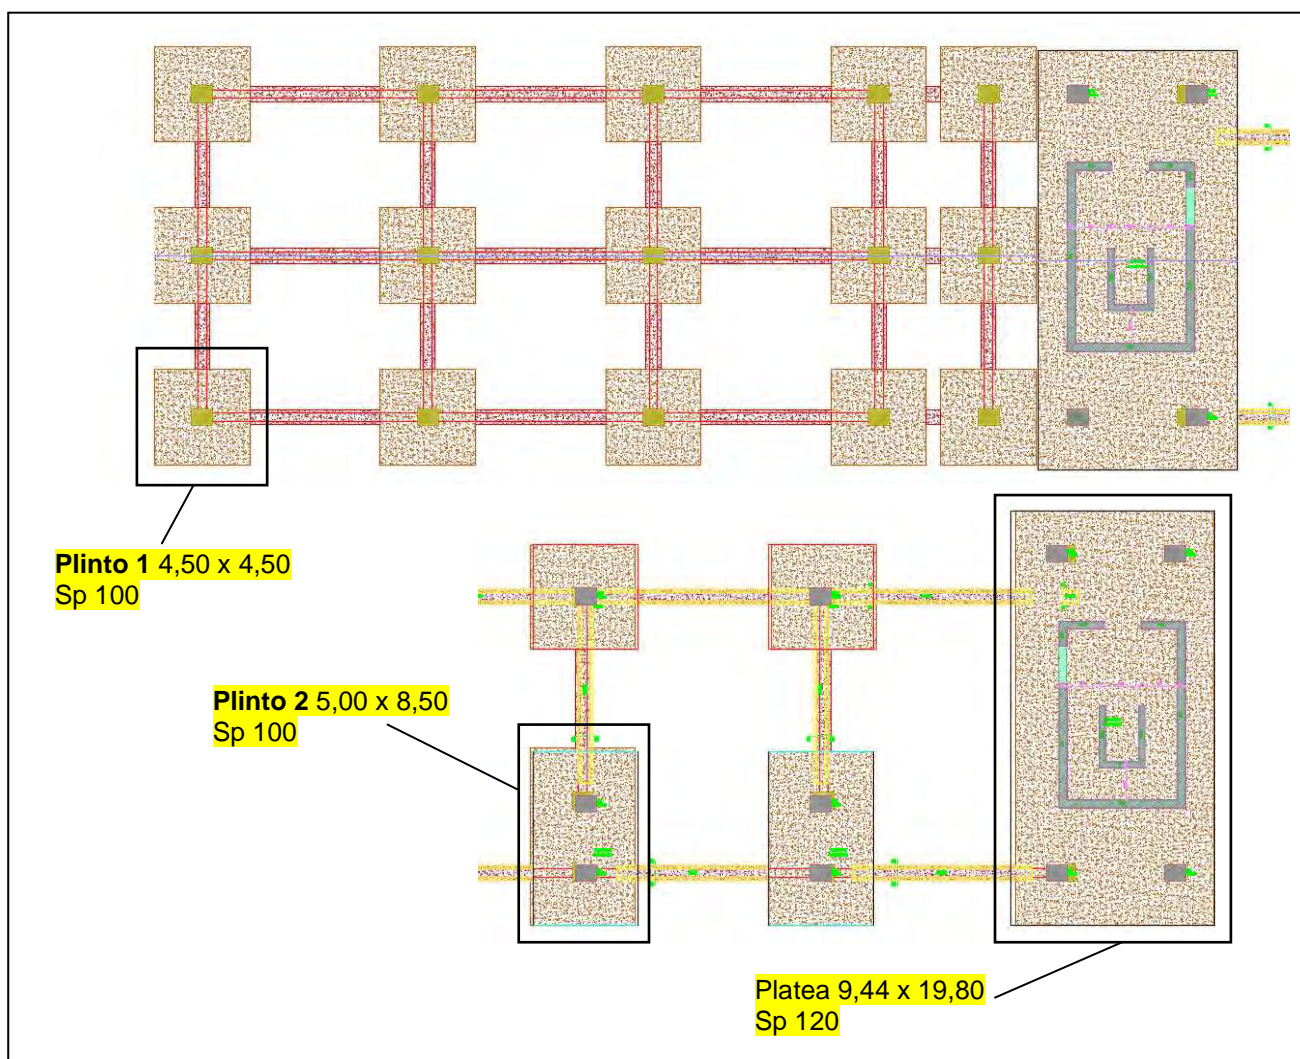 Plinto 1 4,50 x 4,50
Sp 100
Plinto 2 5,00 x 8,50
Sp 100
Platea 9,44 x 19,80
Sp 120